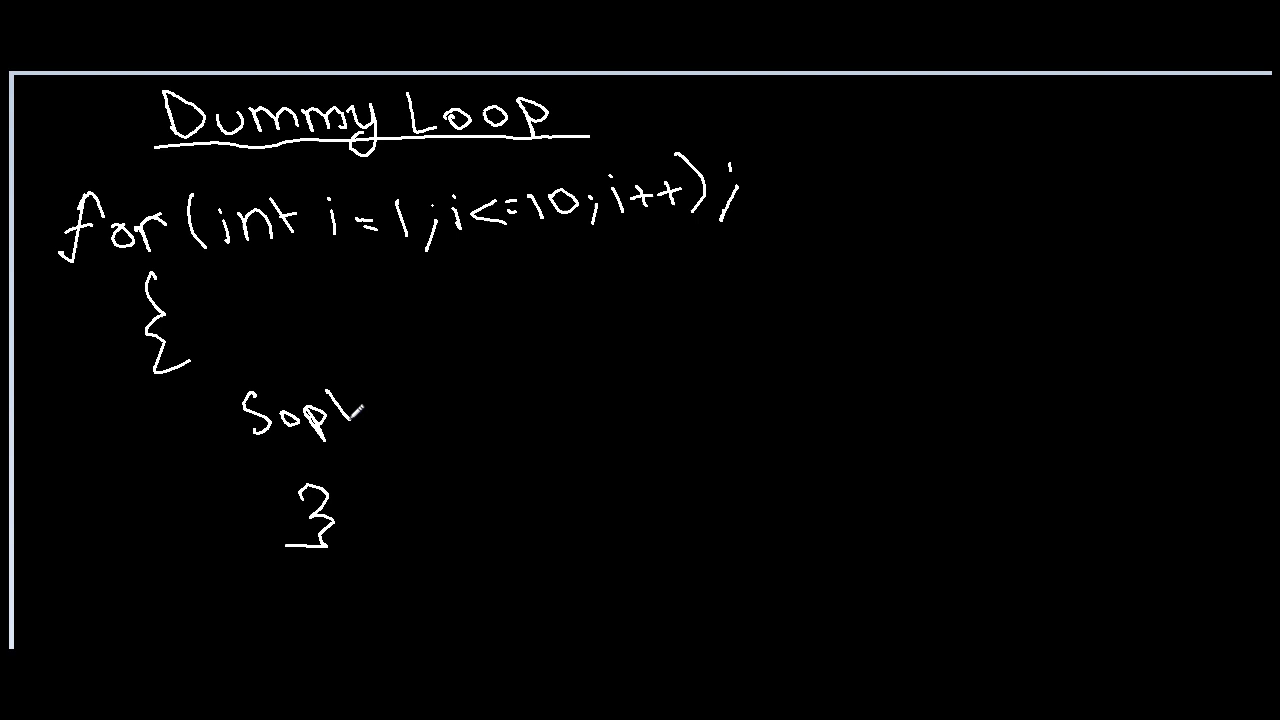 Dummy Loop
for(int i=1;i<=10;i++);
{
Sopl
}